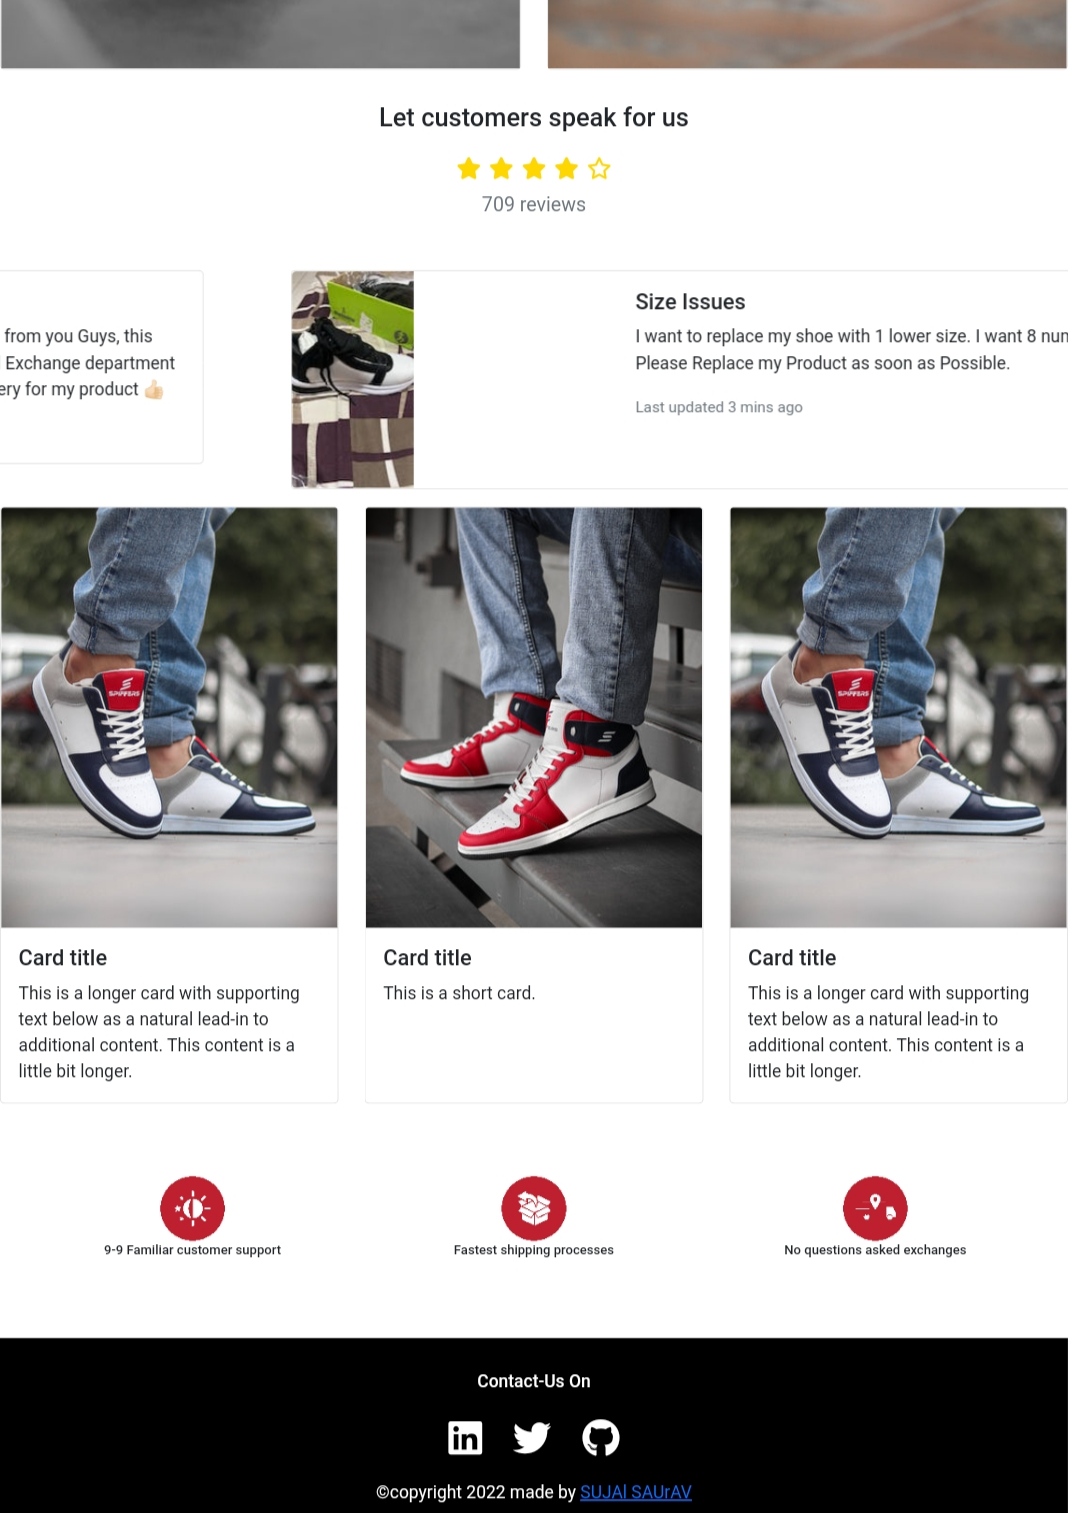 Let customers speak for us
709 reviews
from you Guys, this
Exchange department
ery for my product 👍🏻
Size Issues
I want to replace my shoe with 1 lower size. I want 8 num
Please Replace my Product as soon as Possible.
Last updated 3 mins ago
SPIFFERS
SPIFFERS
Card title
This is a longer card with supporting
text below as a natural lead-in to
additional content. This content is a
little bit longer.
Card title
This is a short card.
Card title
This is a longer card with supporting
text below as a natural lead-in to
additional content. This content is a
little bit longer.
9-9 Familiar customer support
Fastest shipping processes
No questions asked exchanges
Contact-Us On
in
©copyright 2022 made by SUJAI SAUrAV